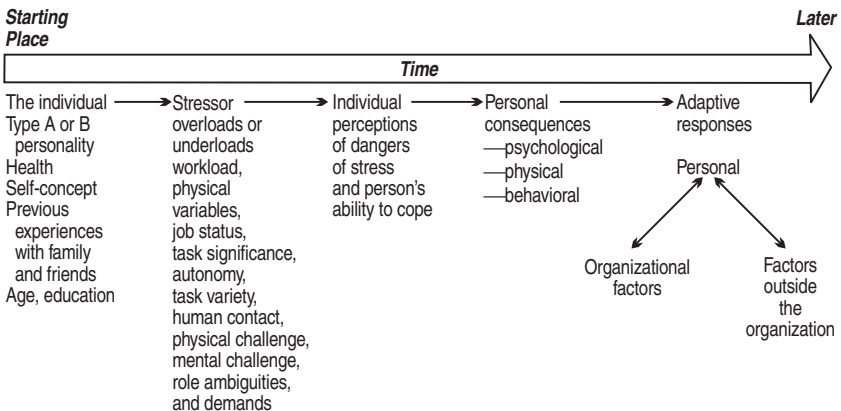 Starting
Place
Later
Time
The individual
Type A or B
personality
Health
Self-concept
Previous
experiences
with family
and friends
Age, education
Stressor
overloads or
underloads
workload,
physical
variables,
job status,
task significance,
autonomy,
task variety,
human contact,
physical challenge,
mental challenge,
role ambiguities,
and demands
Individual
perceptions
of dangers
of stress
and person's
ability to cope
Personal
consequences
—psychological
—physical
—behavioral
Adaptive
responses
Personal
Organizational
factors
Factors
outside
the
organization